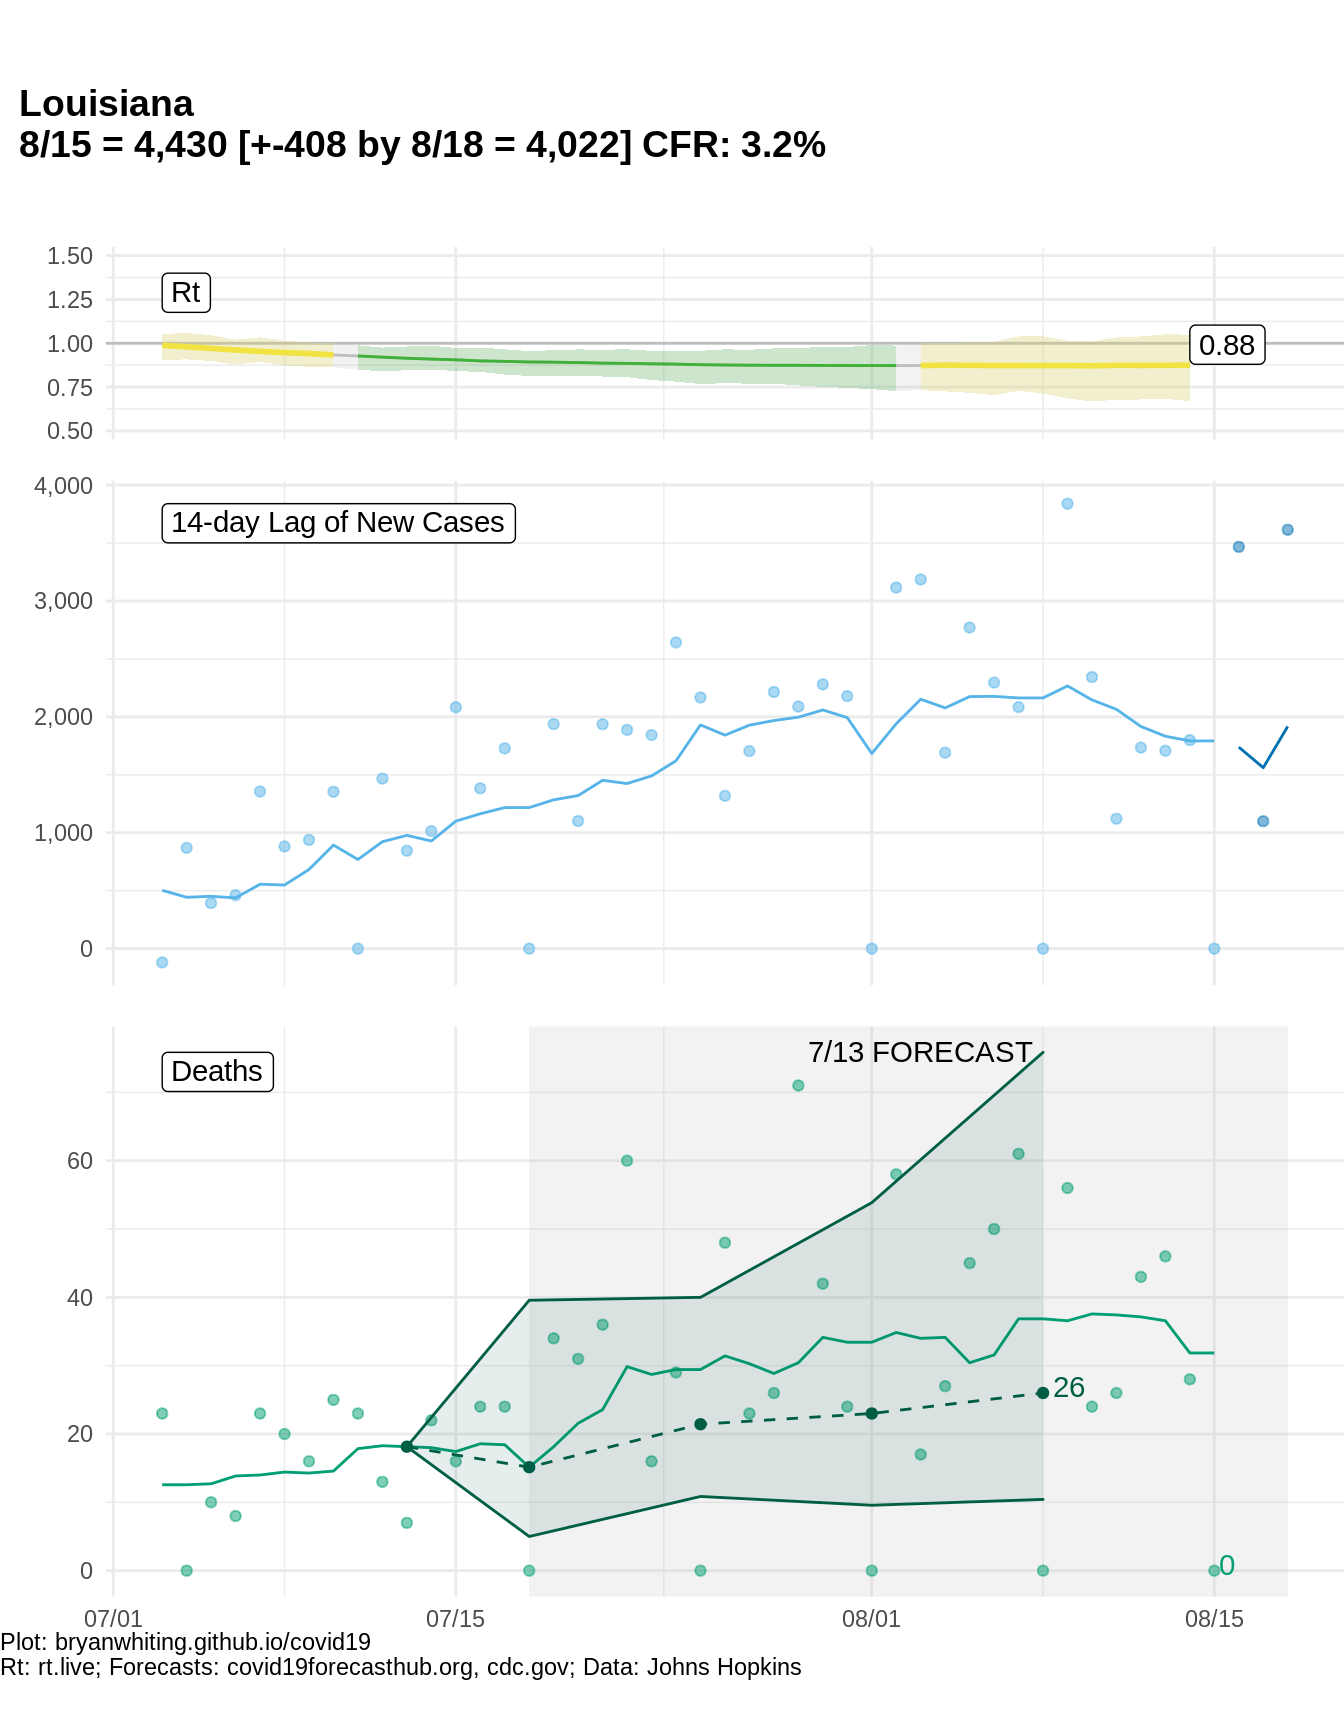 Louisiana
8/15 = 4,430 [+-408 by 8/18 = 4,022] CFR: 3.2%
1.50
1.25
1.00
0.75
0.50
Rt
0.88
4,000
3,000
2,000
1,000
0
14-day Lag of New Cases
7/13 FORECAST
Deaths
60
40
20
0
26
0
07/01
07/15
08/01
08/15
Plot: bryanwhiting.github.io/covid19
Rt: rt.live; Forecasts: covid19forecasthub.org, cdc.gov; Data: Johns Hopkins